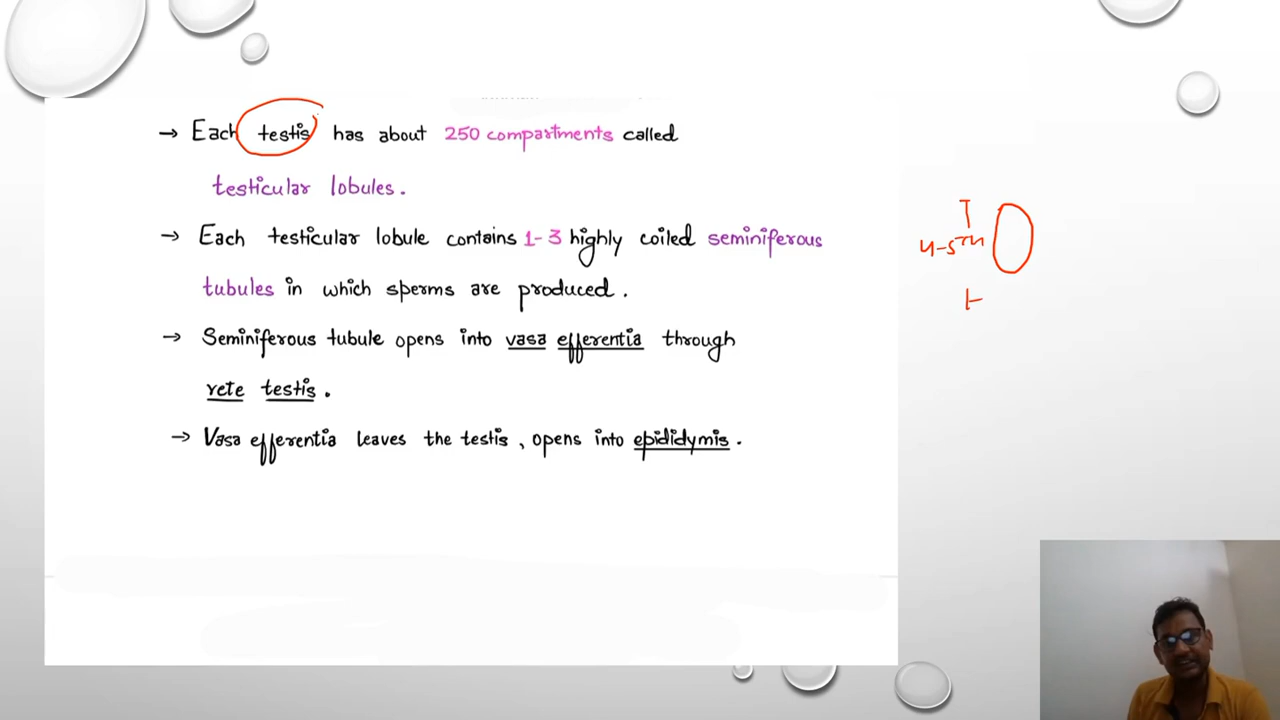 → Each testis has about 250 compartments called
testicular lobules.
→ Each testicular lobule contains 1-3 highly coiled seminiferous
tubules in which sperms are produced.
→ Seminiferous tubule opens into vasa efferentia through
rete testis.
→ Vasa efferentia leaves the testis, opens into epididymis.
4-5 cm